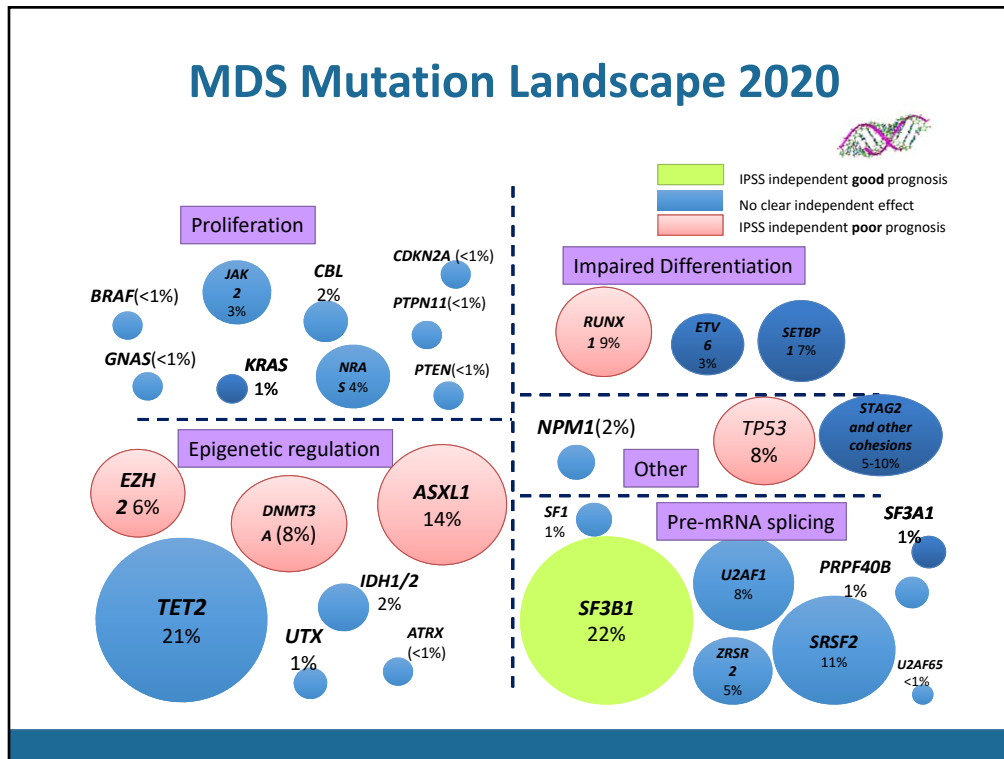 MDS Mutation Landscape 2020
IPSS independent good prognosis
No clear independent effect
IPSS independent poor prognosis
Proliferation
BRAF(<1%)
JAK
2
3%
CBL
2%
CDKN2A (<1%)
PTPN11(<1%)
GNAS(<1%)
KRAS
1%
NRA
S 4%
PTEN(<1%)
Impaired Differentiation
RUNX
1 9%
ETV
6
3%
SETBP
1 7%
Epigenetic regulation
EZH
2 6%
DNMT3
A (8%)
ASXL1
14%
TET2
21%
IDH1/2
2%
UTX
1%
ATRX
(<1%)
NPM1(2%)
Other
TP53
8%
STAG2
and other
cohesions
5-10%
Pre-mRNA splicing
SF1
1%
SF3B1
22%
U2AF1
8%
ZRSR
2
5%
SRSF2
11%
PRPF40B
1%
SF3A1
1%
U2AF65
<1%